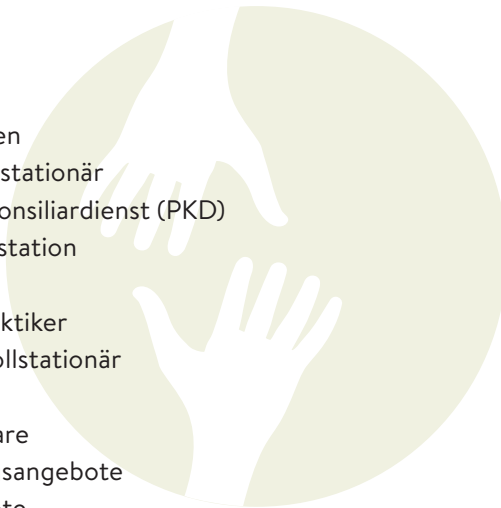 en
stationär
onsiliardienst (PKD)
station
ktiker
ollstationär
are
sangebote